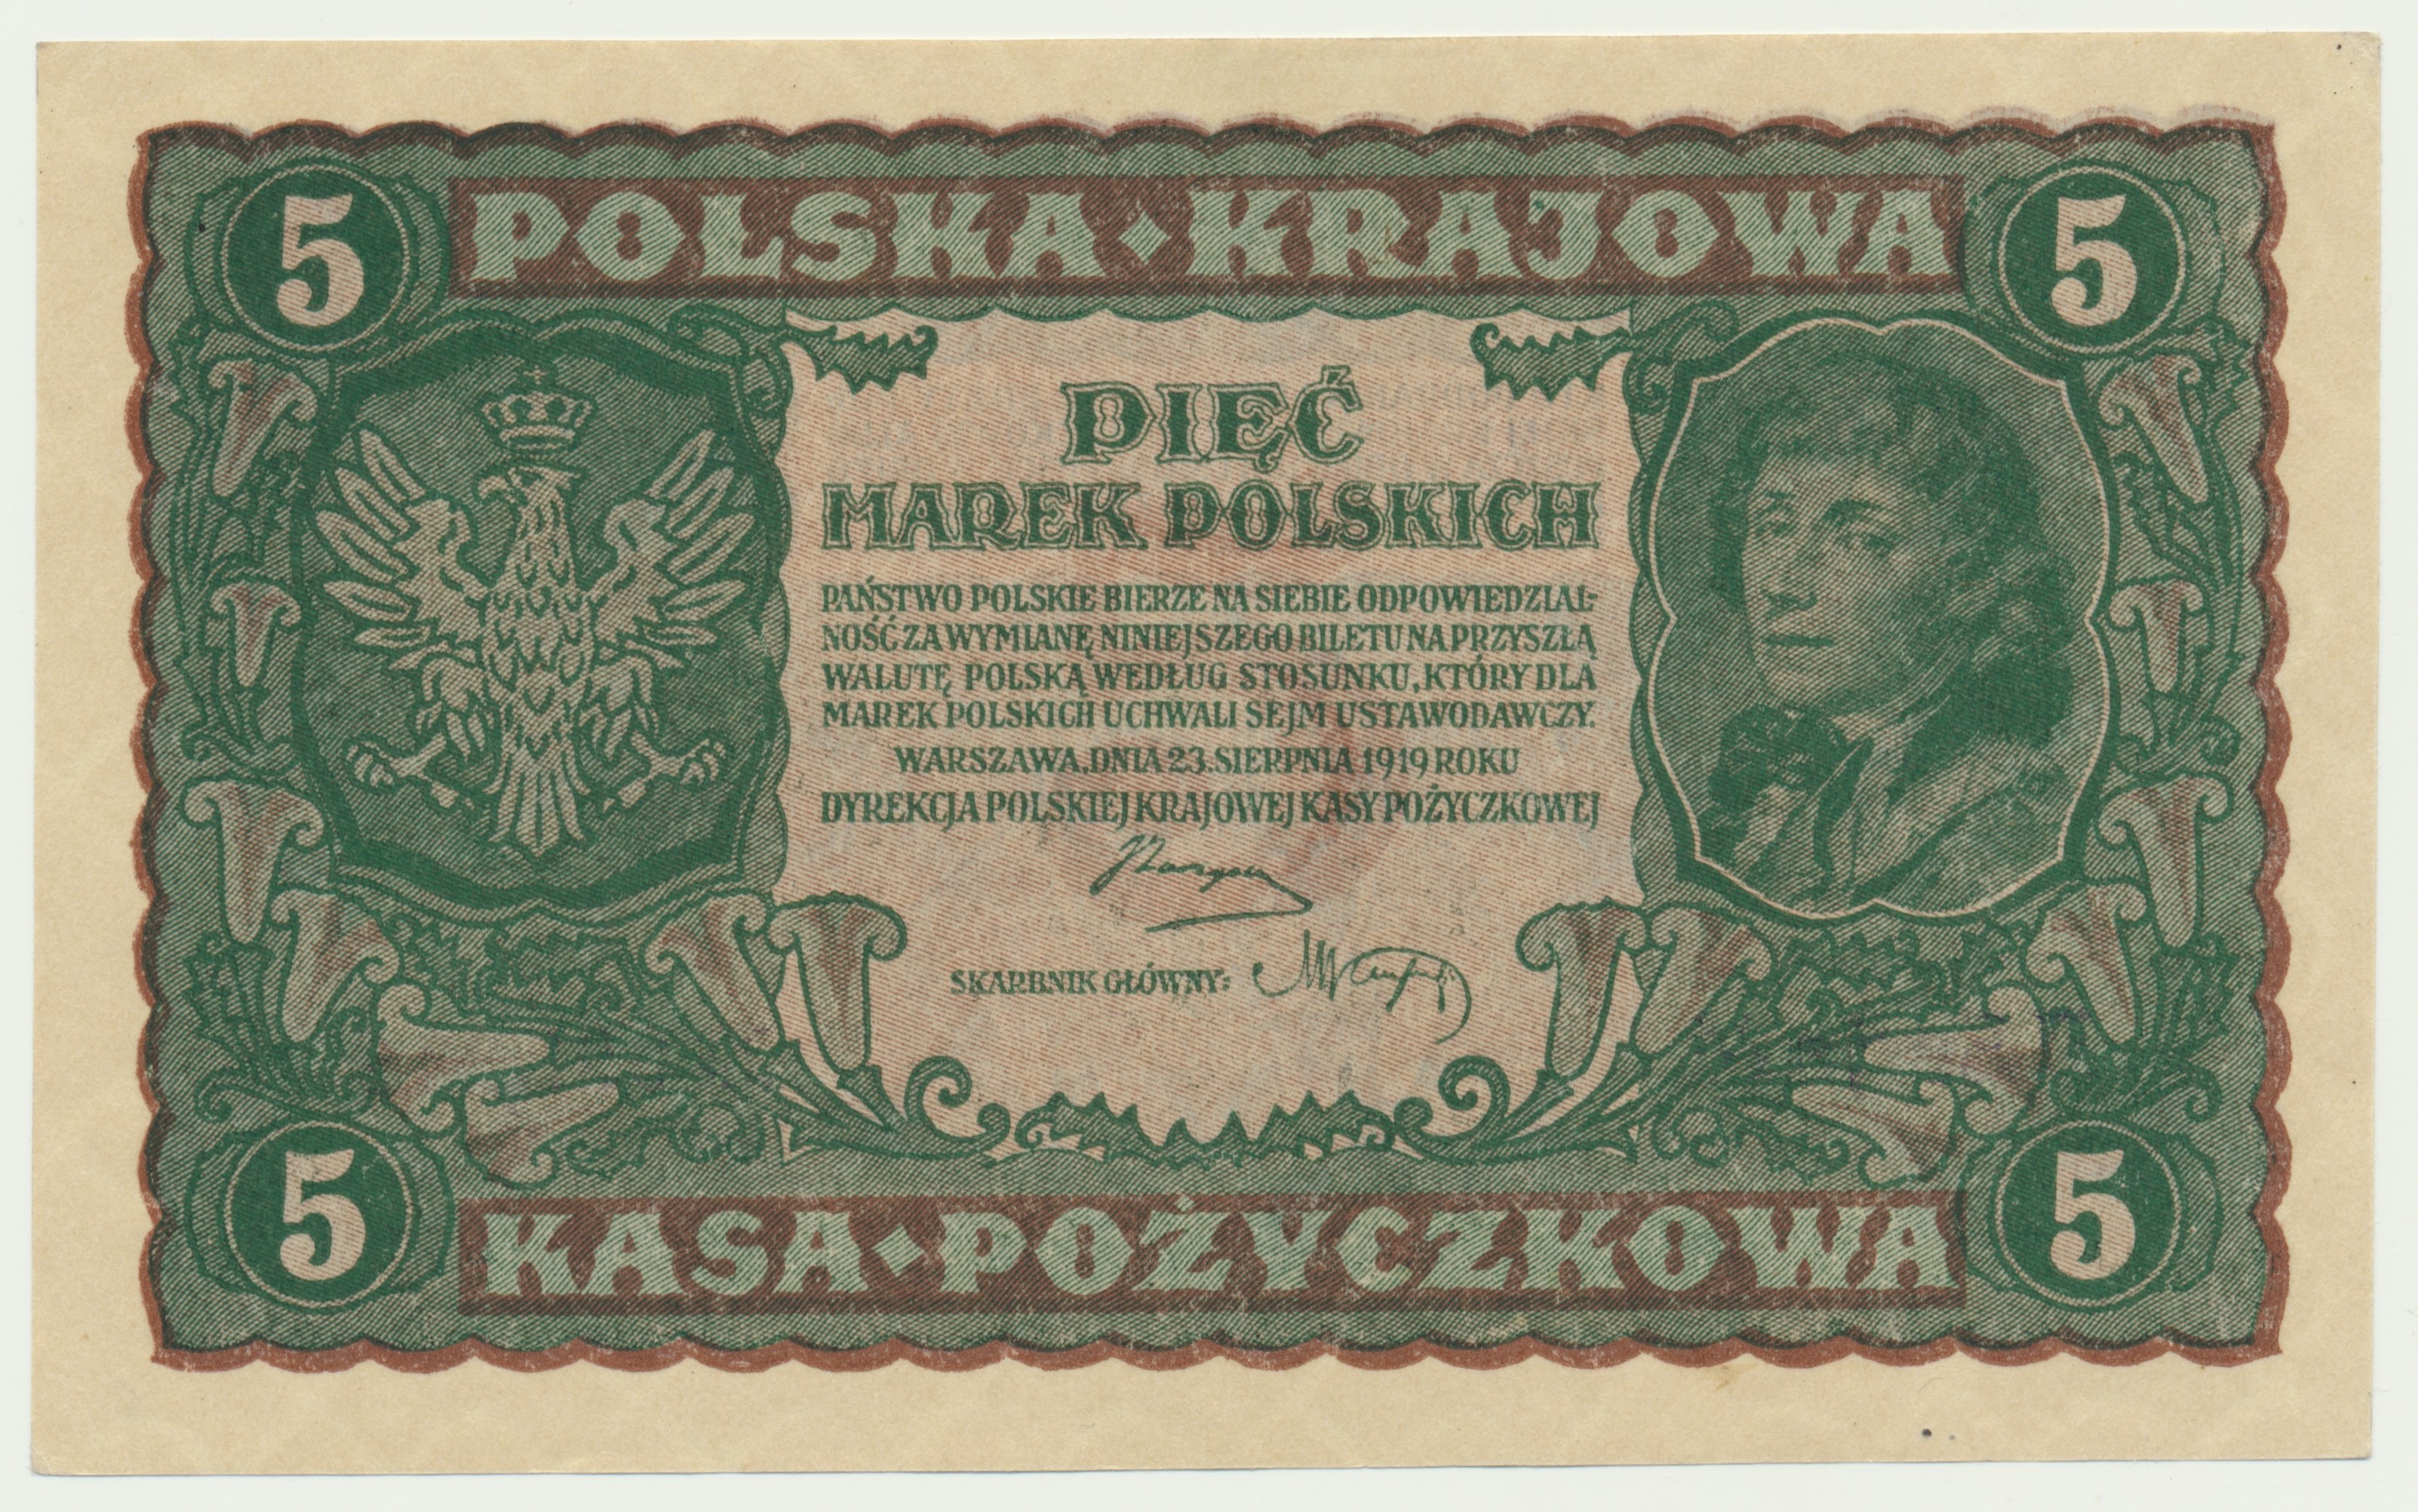 5 POLSKA◆KRAJOWA 5
PIĘĆ
MAREK POLSKICH
PAŃSTWO POLSKIE BIERZE NA SIEBIE ODPOWIEDZIAL-
NOŚĆ ZA WYMIANĘ NINIEJSZEGO BILETU NA PRZYSZŁĄ
WALUTĘ POLSKĄ WEDŁUG STOSUNKU, KTÓRY DLA
MAREK POLSKICH UCHWALI SEJM USTAWODAWCZY.
WARSZAWA, DNIA 23. SIERPNIA 1919 ROKU
DYREKCJA POLSKIEJ KRAJOWEJ KASY POŻYCZKOWEJ
SKARBNIK GŁÓWNY:
5 KASA◆POŻYCZKOWA 5